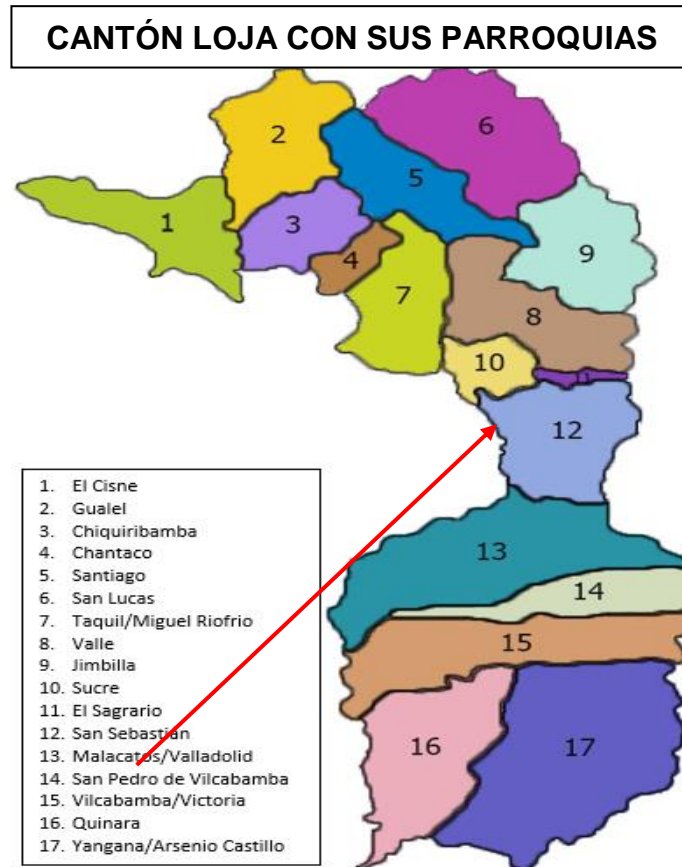 CANTÓN LOJA CON SUS PARROQUIAS
2
6
5
1
3
9
4
7
8
10
11
12
1. El Cisne
2. Gualel
3. Chiquiribamba
4. Chantaco
5. Santiago
6. San Lucas
7. Taquil/Miguel Riofrio
8. Valle
9. Jimbilla
10. Sucre
11. El Sagrario
12. San Sebastian
13. Malacatos/Valladolid
14. San Pedro de Vilcabamba
15. Vilcabamba/Victoria
16. Quinara
17. Yangana/Arsenio Castillo
13
14
15
16
17